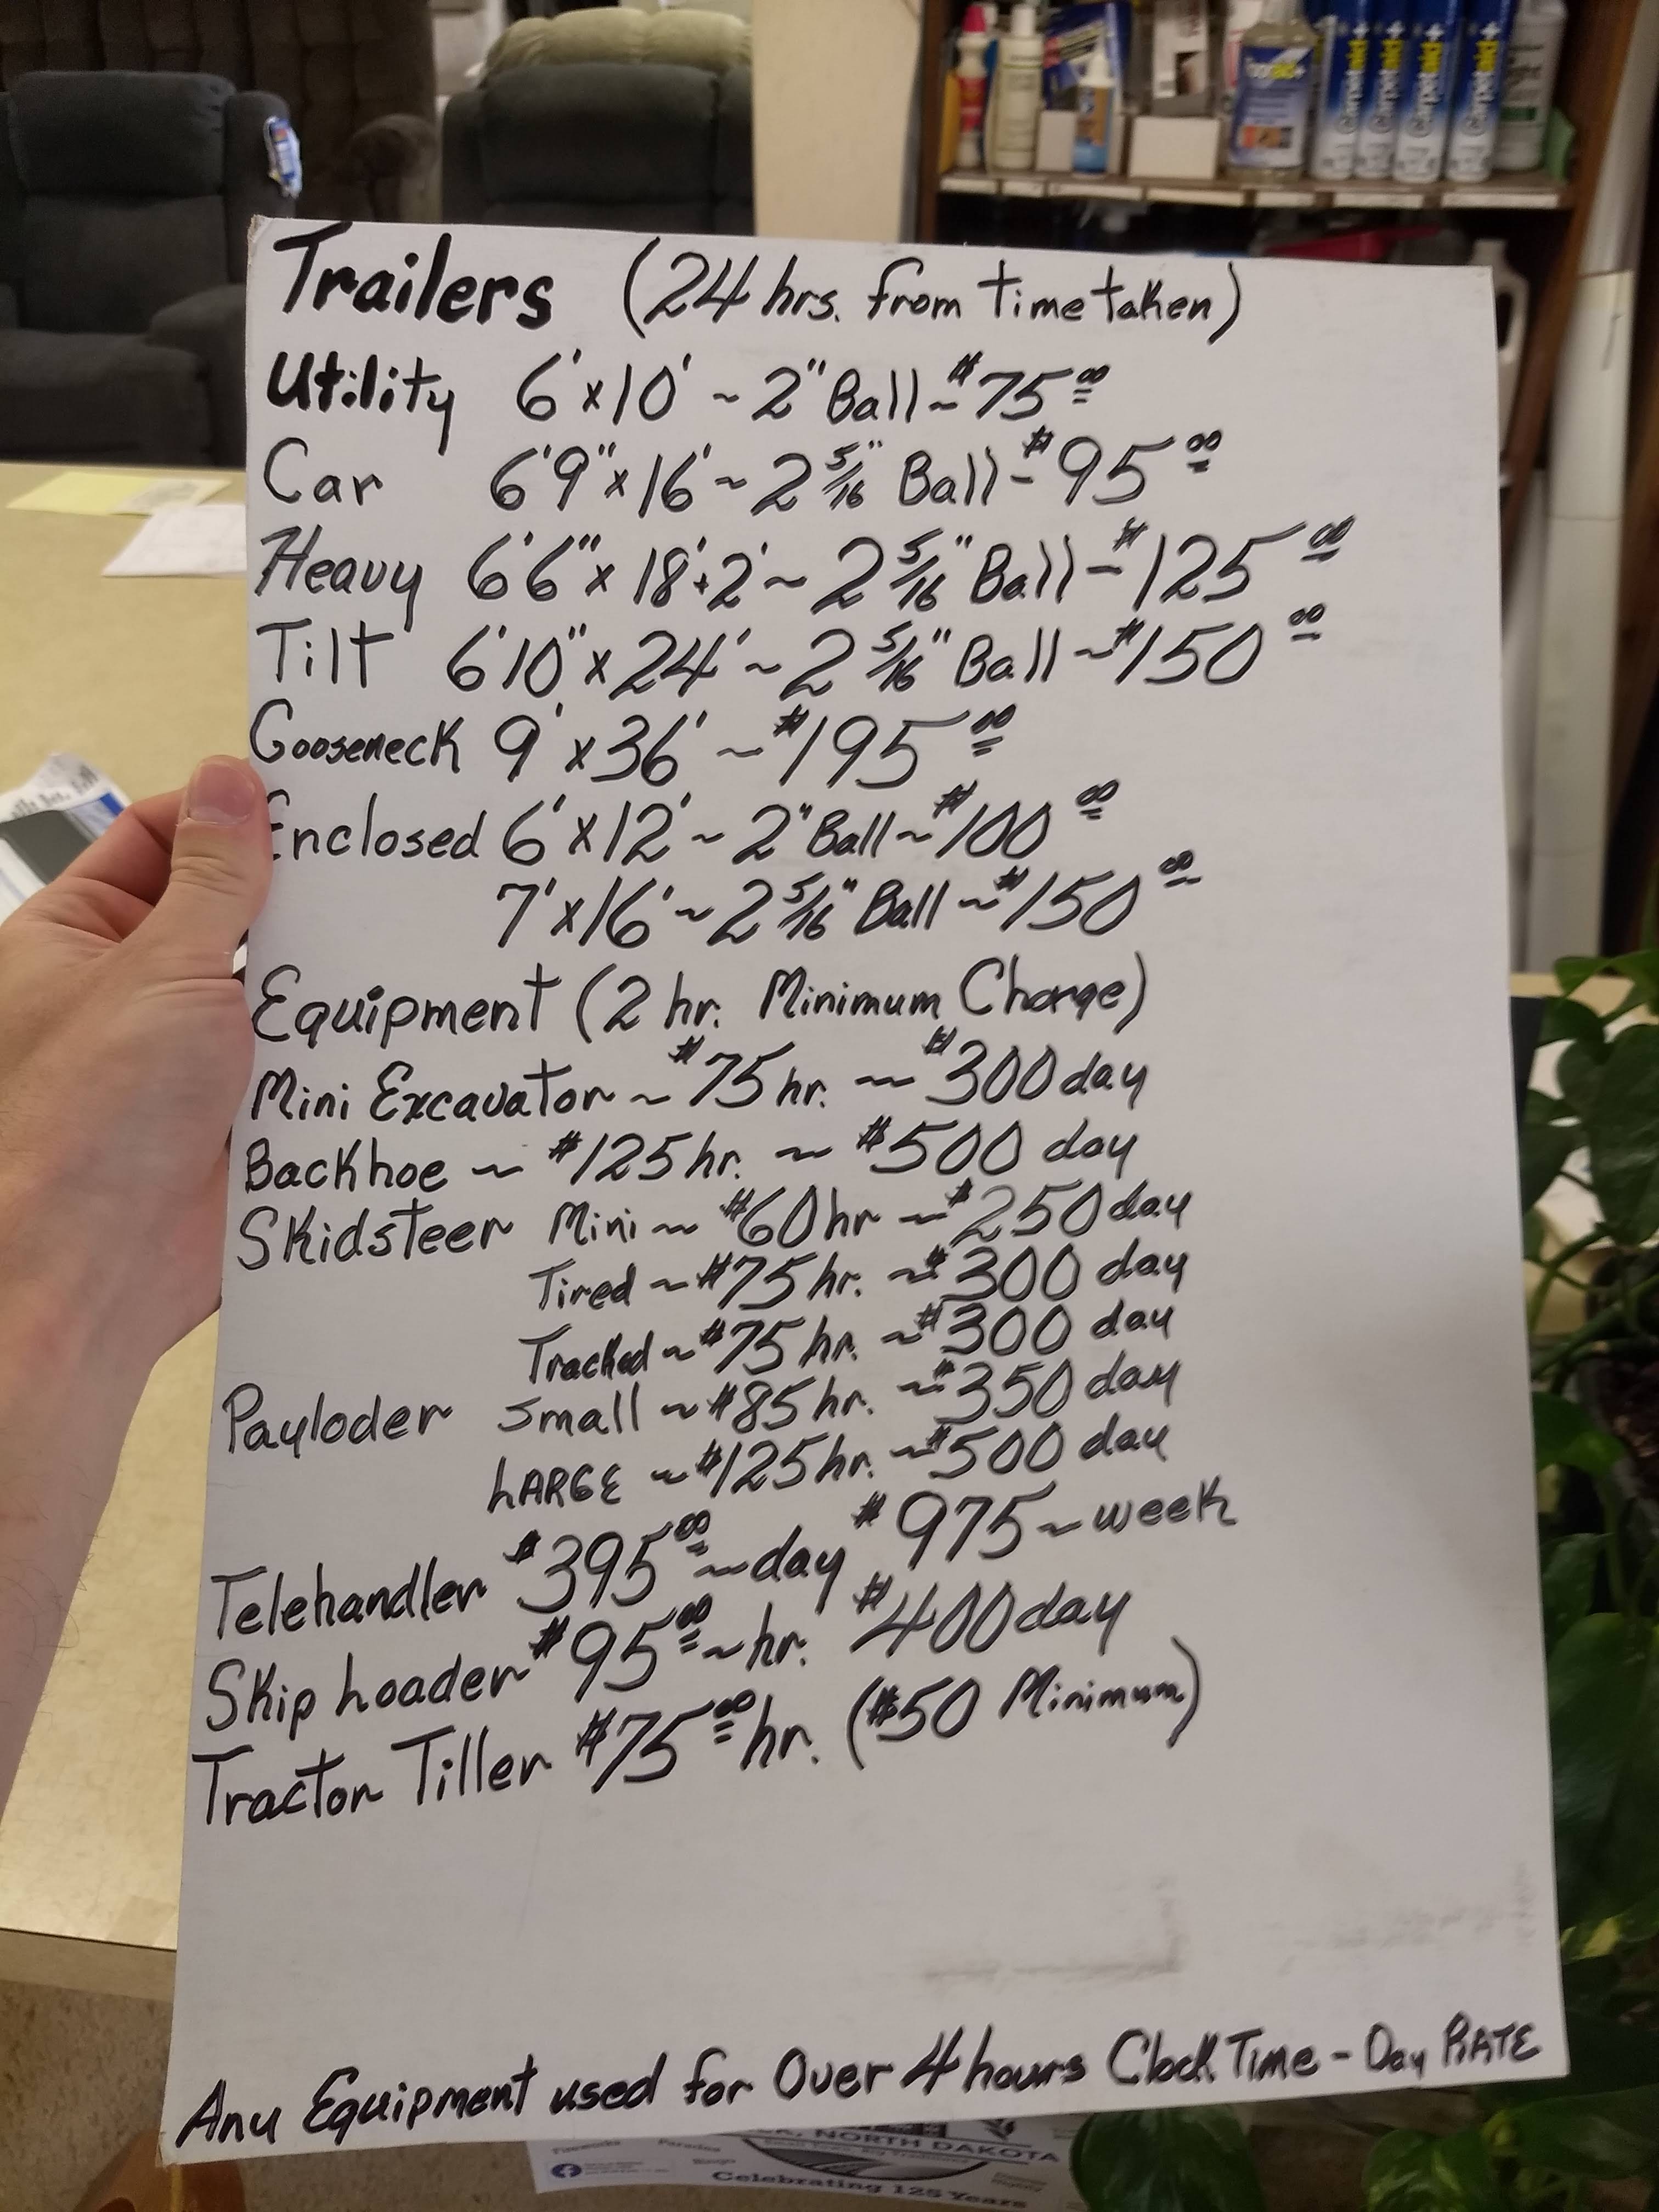 Trailers (24 hrs. from time taken)
Utility 6'x10' ~ 2" Ball ~ $75.00
Car 6'9"x16' ~ 2 5/16" Ball - $95.00
Heavy 6'6"x18'+2' ~ 2 5/16" Ball - $125.00
Tilt 6'10"x24' ~ 2 5/16" Ball ~ $150.00
Gooseneck 9'x36' ~ $195.00
Enclosed 6'x12' ~ 2" Ball ~ $100.00
7'x16' ~ 2 5/16" Ball ~ $150.00
Equipment (2 hr. Minimum Charge)
Mini Excavator ~ $75 hr. ~ $300 day
Backhoe ~ $125 hr. ~ $500 day
Skidsteer Mini ~ $60 hr ~ $250 day
Tired ~ $75 hr. ~ $300 day
Tracked ~ $75 hr. ~ $300 day
Payloder Small ~ $85 hr. ~ $350 day
LARGE ~ $125 hr. ~ $500 day
Telehandler $395.00 ~ day $975 ~ week
Skip Loader $95.00 ~ hr. $400 day
Tractor Tiller $75.00 hr. ($50 Minimum)
Any Equipment used for Over 4 hours Clock Time - Day RATE
NORTH DAKOTA
Celebrating 125 Years